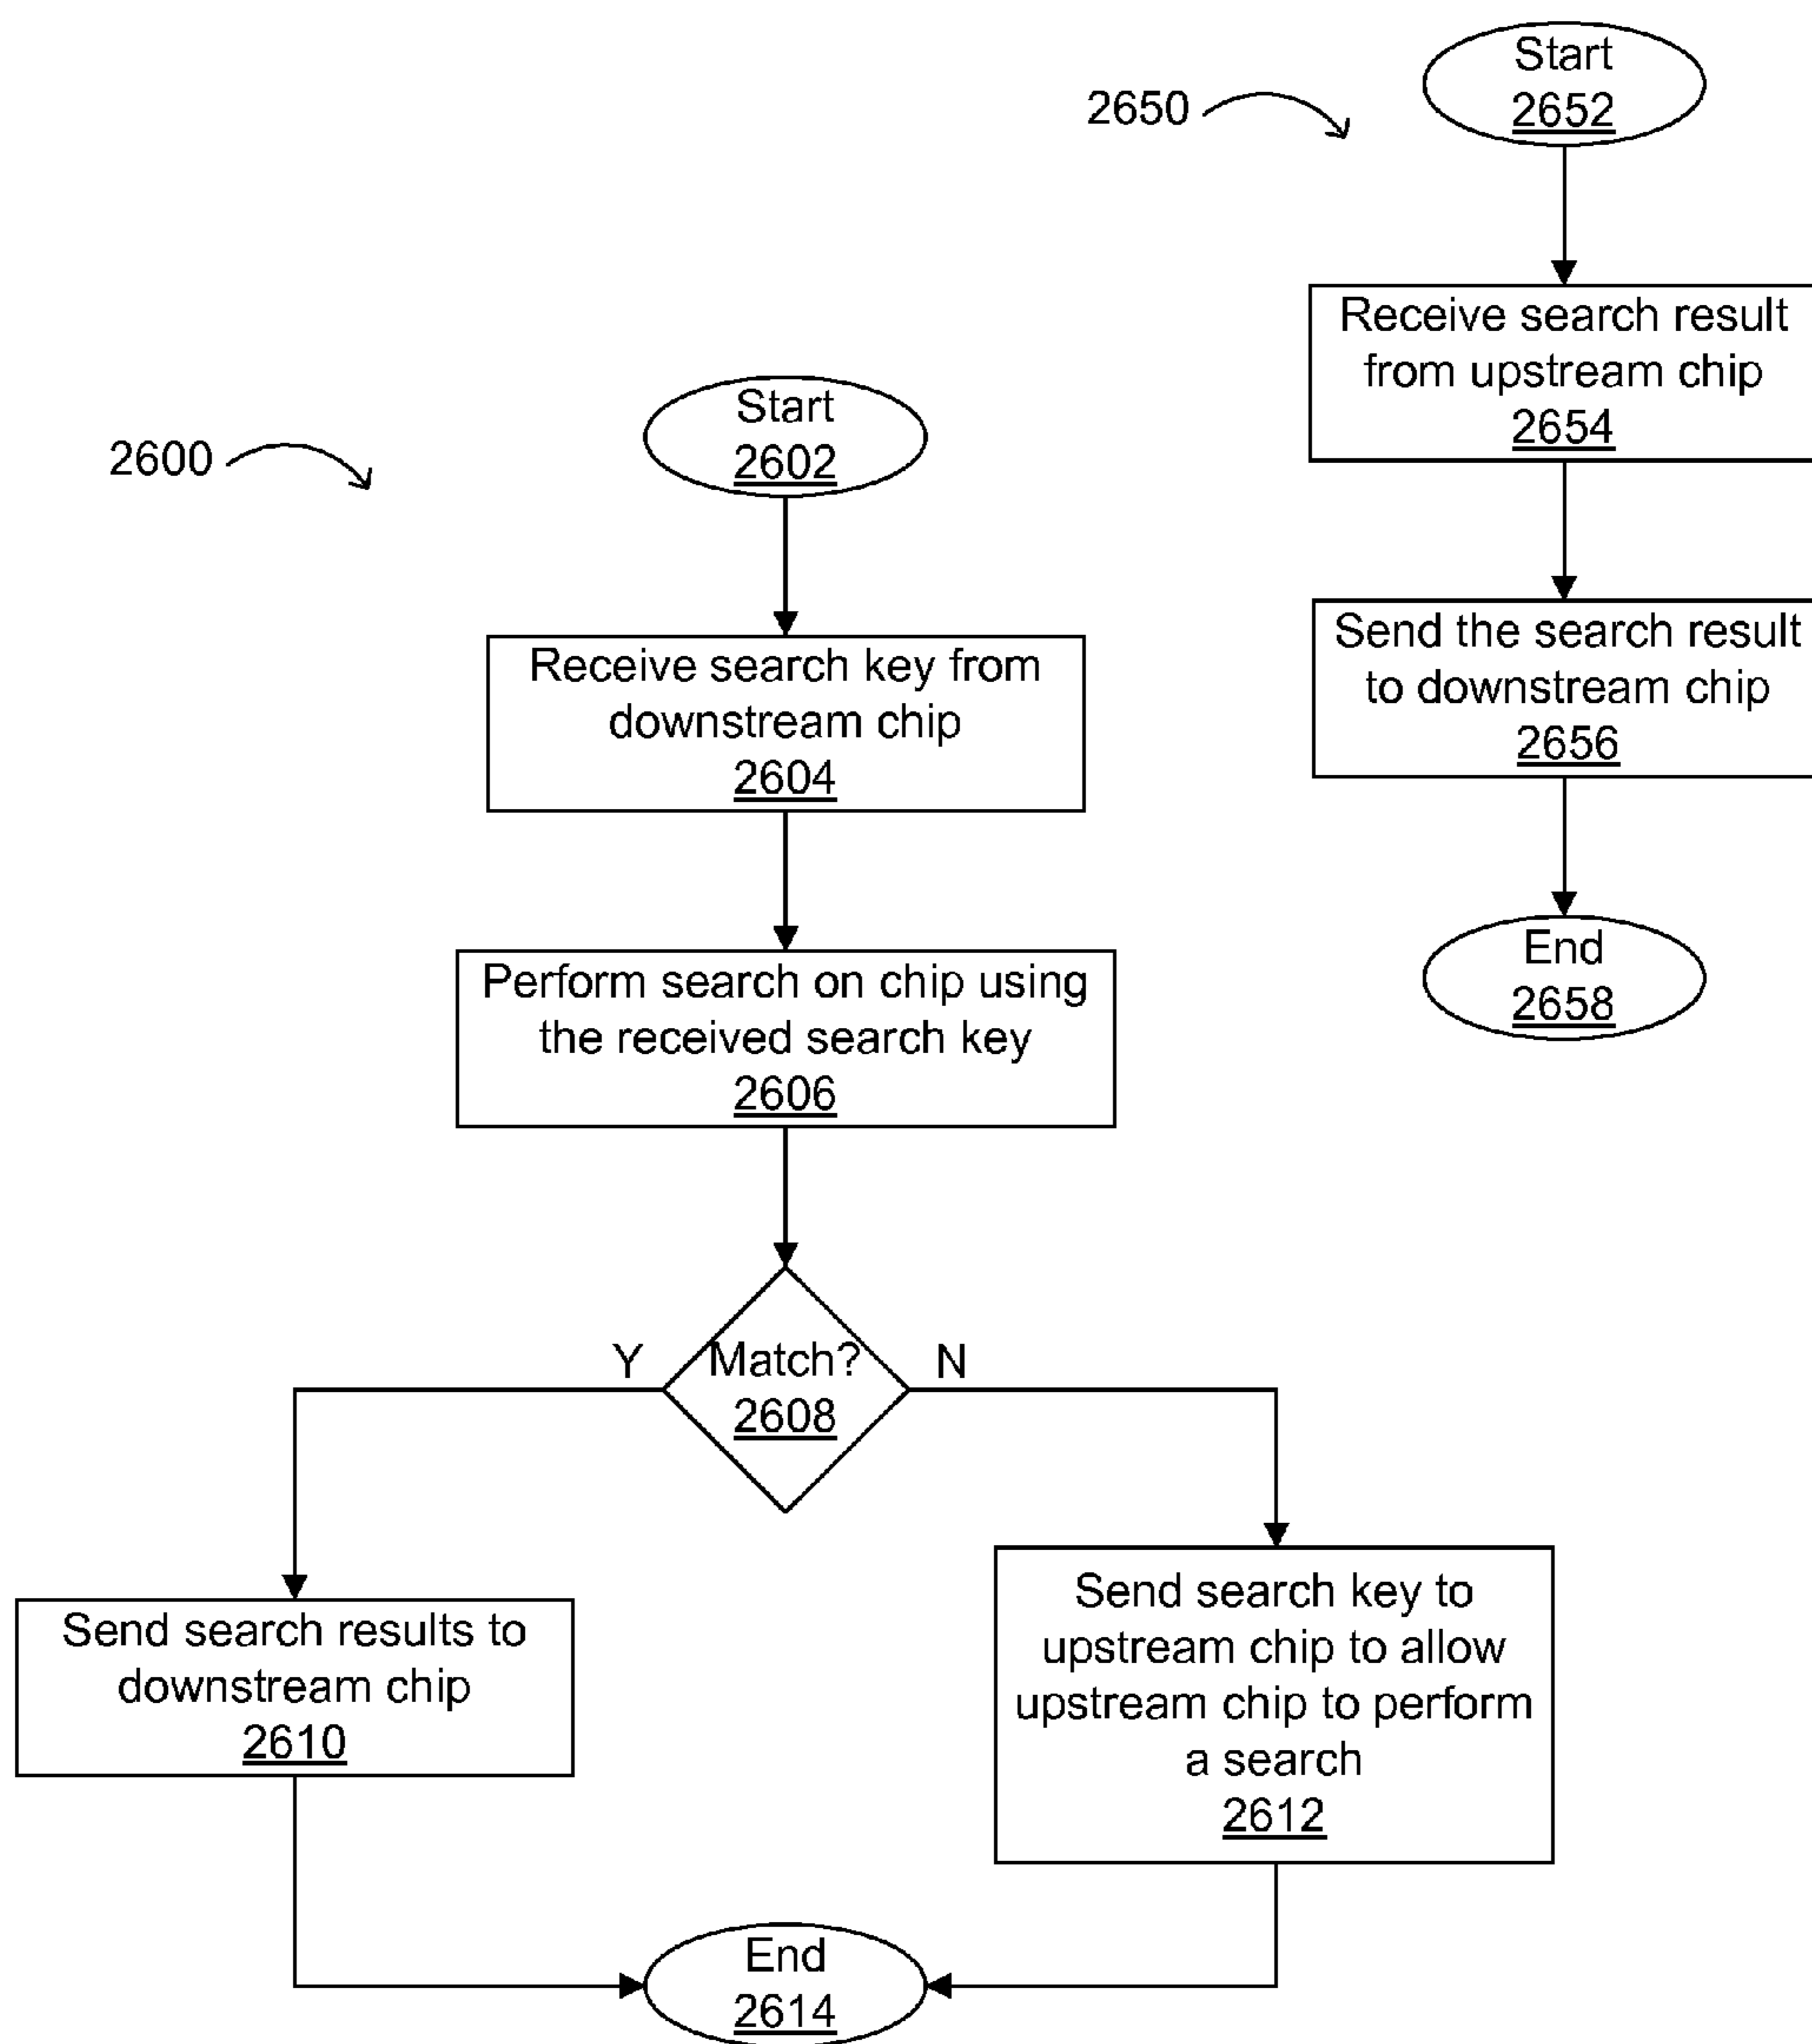 2600
Start
2602
Receive search key from
downstream chip
2604
Perform search on chip using
the received search key
2606
Match?
2608
Y
N
Send search results to
downstream chip
2610
Send search key to
upstream chip to allow
upstream chip to perform
a search
2612
End
2614
2650
Start
2652
Receive search result
from upstream chip
2654
Send the search result
to downstream chip
2656
End
2658